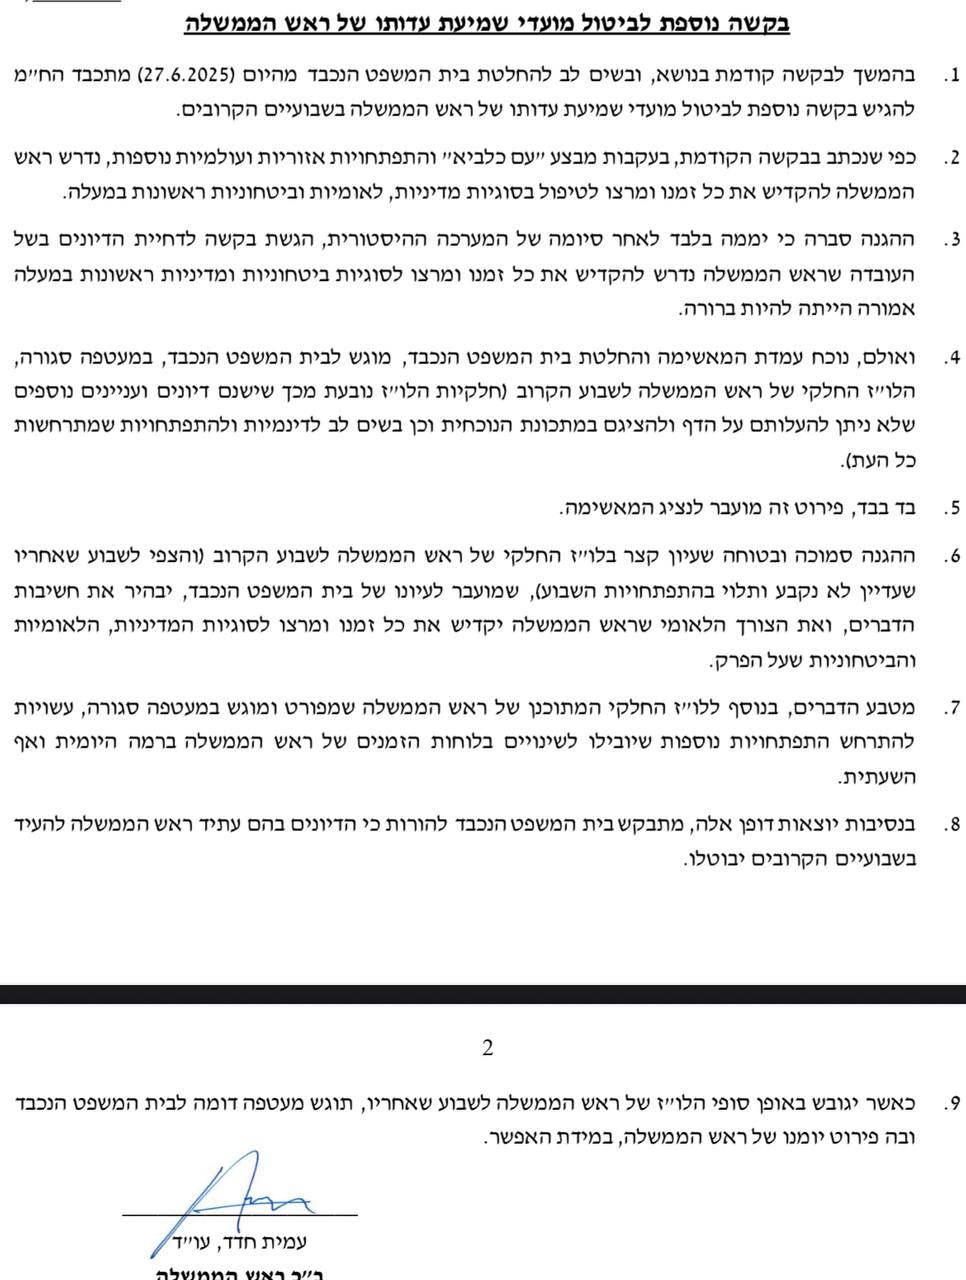 בקשה נוספת לביטול מועדי שמיעת עדותו של ראש הממשלה
1. בהמשך לבקשה קודמת בנושא, ובשים לב להחלטת בית המשפט הנכבד מהיום (27.6.2025) מתכבד הח״מ
להגיש בקשה נוספת לביטול מועדי שמיעת עדותו של ראש הממשלה בשבועיים הקרובים.
2. כפי שנכתב בבקשה הקודמת, בעקבות מבצע ״עם כלביא״ והתפתחויות אזוריות ועולמיות נוספות, נדרש ראש
הממשלה להקדיש את כל זמנו ומרצו לטיפול בסוגיות מדיניות, לאומיות וביטחוניות ראשונות במעלה.
3. ההגנה סברה כי יממה בלבד לאחר סיומה של המערכה ההיסטורית, הגשת בקשה לדחיית הדיונים בשל
העובדה שראש הממשלה נדרש להקדיש את כל זמנו ומרצו לסוגיות ביטחוניות ומדיניות ראשונות במעלה
אמורה הייתה להיות ברורה.
4. ואולם, נוכח עמדת המאשימה והחלטת בית המשפט הנכבד, מוגש לבית המשפט הנכבד, במעטפה סגורה,
הלו״ז החלקי של ראש הממשלה לשבוע הקרוב (חלקיות הלו״ז נובעת מכך שישנם דיונים ועניינים נוספים
שלא ניתן להעלותם על הדף ולהציגם במתכונת הנוכחית וכן בשים לב לדינמיות ולהתפתחויות שמתרחשות
כל העת).
5. בד בבד, פירוט זה מועבר לנציג המאשימה.
6. ההגנה סמוכה ובטוחה שעיון קצר בלו״ז החלקי של ראש הממשלה לשבוע הקרוב (והצפי לשבוע שאחריו
שעדיין לא נקבע ותלוי בהתפתחויות השבוע), שמועבר לעיונו של בית המשפט הנכבד, יבהיר את חשיבות
הדברים, ואת הצורך הלאומי שראש הממשלה יקדיש את כל זמנו ומרצו לסוגיות המדיניות, הלאומיות
והביטחוניות שעל הפרק.
7. מטבע הדברים, בנוסף ללו״ז החלקי המתוכנן של ראש הממשלה שמפורט ומוגש במעטפה סגורה, עשויות
להתרחש התפתחויות נוספות שיובילו לשינויים בלוחות הזמנים של ראש הממשלה ברמה היומית ואף
השעתית.
8. בנסיבות יוצאות דופן אלה, מתבקש בית המשפט הנכבד להורות כי הדיונים בהם עתיד ראש הממשלה להעיד
בשבועיים הקרובים יבוטלו.
2
9. כאשר יגובש באופן סופי הלו״ז של ראש הממשלה לשבוע שאחריו, תוגש מעטפה דומה לבית המשפט הנכבד
ובה פירוט יומנו של ראש הממשלה, במידת האפשר.
עמית חדד, עו״ד
ב״כ ראש הממשלה